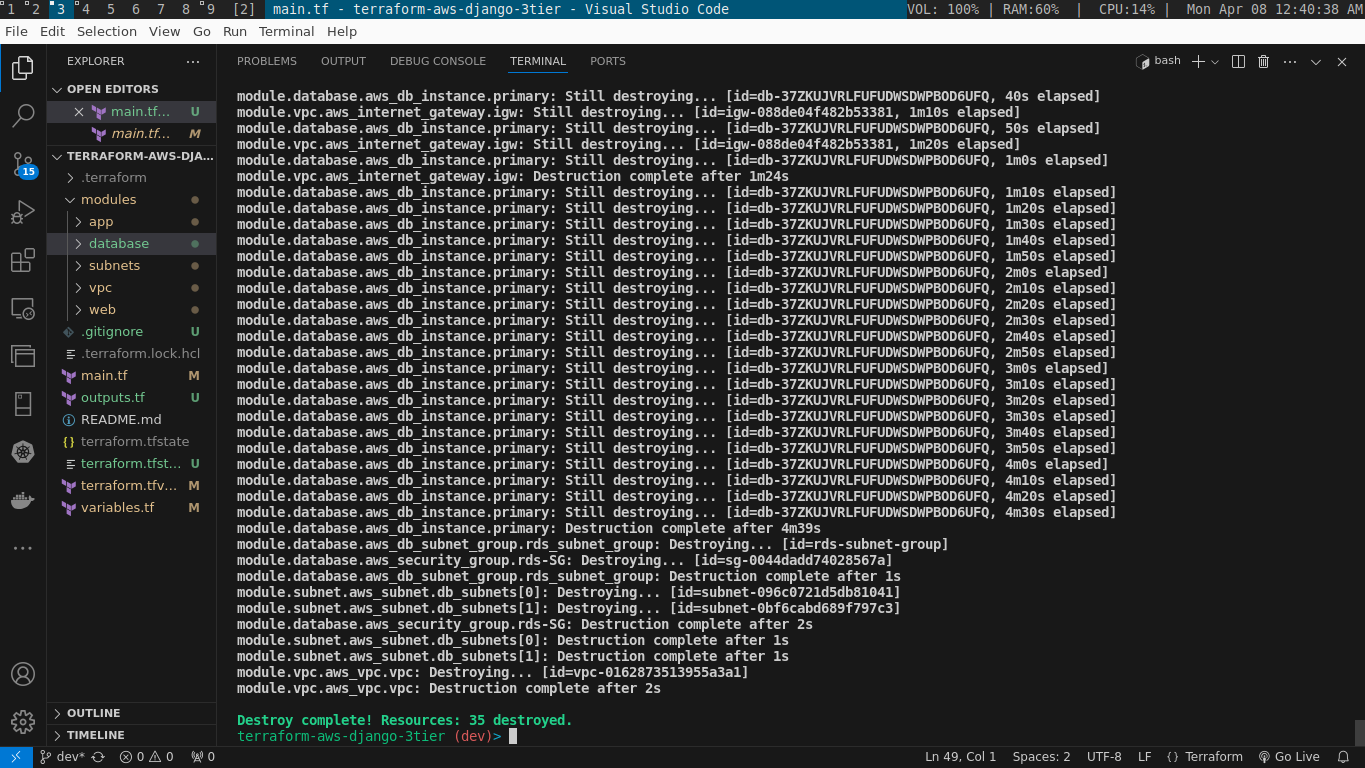 1 2 3 4 5 6 7 8 9 [2] main.tf - terraform-aws-django-3tier - Visual Studio Code VOL: 100% | RAM:60% | CPU:14% | Mon Apr 08 12:40:38 AM
File Edit Selection View Go Run Terminal Help
EXPLORER
PROBLEMS OUTPUT DEBUG CONSOLE TERMINAL PORTS
bash
OPEN EDITORS
main.tf... U
main.tf... M
TERRAFORM-AWS-DJA...
.terraform
modules
app
database
subnets
vpc
web
.gitignore U
.terraform.lock.hcl
main.tf M
outputs.tf U
README.md
terraform.tfstate
terraform.tfst... U
terraform.tfv... M
variables.tf M
OUTLINE
TIMELINE
15
module.database.aws_db_instance.primary: Still destroying... [id=db-37ZKUJVRLFUFUDWSDWPBOD6UFQ, 40s elapsed]
module.vpc.aws_internet_gateway.igw: Still destroying... [id=igw-088de04f482b53381, 1m10s elapsed]
module.database.aws_db_instance.primary: Still destroying... [id=db-37ZKUJVRLFUFUDWSDWPBOD6UFQ, 50s elapsed]
module.vpc.aws_internet_gateway.igw: Still destroying... [id=igw-088de04f482b53381, 1m20s elapsed]
module.database.aws_db_instance.primary: Still destroying... [id=db-37ZKUJVRLFUFUDWSDWPBOD6UFQ, 1m0s elapsed]
module.vpc.aws_internet_gateway.igw: Destruction complete after 1m24s
module.database.aws_db_instance.primary: Still destroying... [id=db-37ZKUJVRLFUFUDWSDWPBOD6UFQ, 1m10s elapsed]
module.database.aws_db_instance.primary: Still destroying... [id=db-37ZKUJVRLFUFUDWSDWPBOD6UFQ, 1m20s elapsed]
module.database.aws_db_instance.primary: Still destroying... [id=db-37ZKUJVRLFUFUDWSDWPBOD6UFQ, 1m30s elapsed]
module.database.aws_db_instance.primary: Still destroying... [id=db-37ZKUJVRLFUFUDWSDWPBOD6UFQ, 1m40s elapsed]
module.database.aws_db_instance.primary: Still destroying... [id=db-37ZKUJVRLFUFUDWSDWPBOD6UFQ, 1m50s elapsed]
module.database.aws_db_instance.primary: Still destroying... [id=db-37ZKUJVRLFUFUDWSDWPBOD6UFQ, 2m0s elapsed]
module.database.aws_db_instance.primary: Still destroying... [id=db-37ZKUJVRLFUFUDWSDWPBOD6UFQ, 2m10s elapsed]
module.database.aws_db_instance.primary: Still destroying... [id=db-37ZKUJVRLFUFUDWSDWPBOD6UFQ, 2m20s elapsed]
module.database.aws_db_instance.primary: Still destroying... [id=db-37ZKUJVRLFUFUDWSDWPBOD6UFQ, 2m30s elapsed]
module.database.aws_db_instance.primary: Still destroying... [id=db-37ZKUJVRLFUFUDWSDWPBOD6UFQ, 2m40s elapsed]
module.database.aws_db_instance.primary: Still destroying... [id=db-37ZKUJVRLFUFUDWSDWPBOD6UFQ, 2m50s elapsed]
module.database.aws_db_instance.primary: Still destroying... [id=db-37ZKUJVRLFUFUDWSDWPBOD6UFQ, 3m0s elapsed]
module.database.aws_db_instance.primary: Still destroying... [id=db-37ZKUJVRLFUFUDWSDWPBOD6UFQ, 3m10s elapsed]
module.database.aws_db_instance.primary: Still destroying... [id=db-37ZKUJVRLFUFUDWSDWPBOD6UFQ, 3m20s elapsed]
module.database.aws_db_instance.primary: Still destroying... [id=db-37ZKUJVRLFUFUDWSDWPBOD6UFQ, 3m30s elapsed]
module.database.aws_db_instance.primary: Still destroying... [id=db-37ZKUJVRLFUFUDWSDWPBOD6UFQ, 3m40s elapsed]
module.database.aws_db_instance.primary: Still destroying... [id=db-37ZKUJVRLFUFUDWSDWPBOD6UFQ, 3m50s elapsed]
module.database.aws_db_instance.primary: Still destroying... [id=db-37ZKUJVRLFUFUDWSDWPBOD6UFQ, 4m0s elapsed]
module.database.aws_db_instance.primary: Still destroying... [id=db-37ZKUJVRLFUFUDWSDWPBOD6UFQ, 4m10s elapsed]
module.database.aws_db_instance.primary: Still destroying... [id=db-37ZKUJVRLFUFUDWSDWPBOD6UFQ, 4m20s elapsed]
module.database.aws_db_instance.primary: Still destroying... [id=db-37ZKUJVRLFUFUDWSDWPBOD6UFQ, 4m30s elapsed]
module.database.aws_db_instance.primary: Destruction complete after 4m39s
module.database.aws_db_subnet_group.rds_subnet_group: Destroying... [id=rds-subnet-group]
module.database.aws_security_group.rds-SG: Destroying... [id=sg-0044dadd74028567a]
module.database.aws_db_subnet_group.rds_subnet_group: Destruction complete after 1s
module.subnet.aws_subnet.db_subnets[0]: Destroying... [id=subnet-096c0721d5db81041]
module.subnet.aws_subnet.db_subnets[1]: Destroying... [id=subnet-0bf6cabd689f797c3]
module.database.aws_security_group.rds-SG: Destruction complete after 2s
module.subnet.aws_subnet.db_subnets[0]: Destruction complete after 1s
module.subnet.aws_subnet.db_subnets[1]: Destruction complete after 1s
module.vpc.aws_vpc.vpc: Destroying... [id=vpc-0162873513955a3a1]
module.vpc.aws_vpc.vpc: Destruction complete after 2s
Destroy complete! Resources: 35 destroyed.
terraform-aws-django-3tier (dev)>
dev* 0 0 0 Ln 49, Col 1 Spaces: 2 UTF-8 LF { } Terraform Go Live